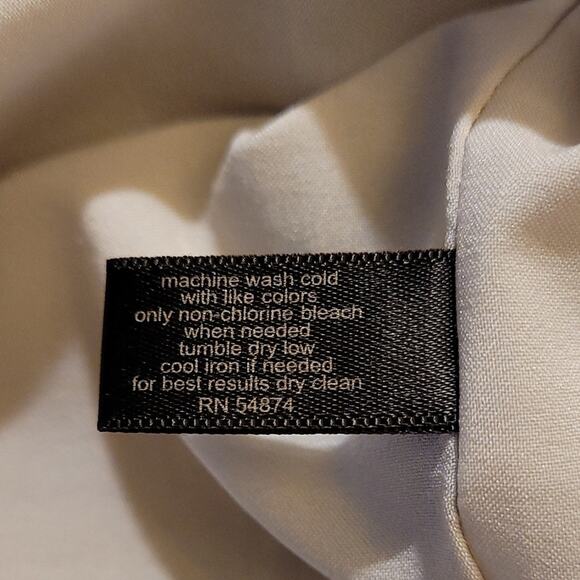 machine wash cold
with like colors
only non-chlorine bleach
when needed
tumble dry low
cool iron if needed
for best results dry clean
RN 54874